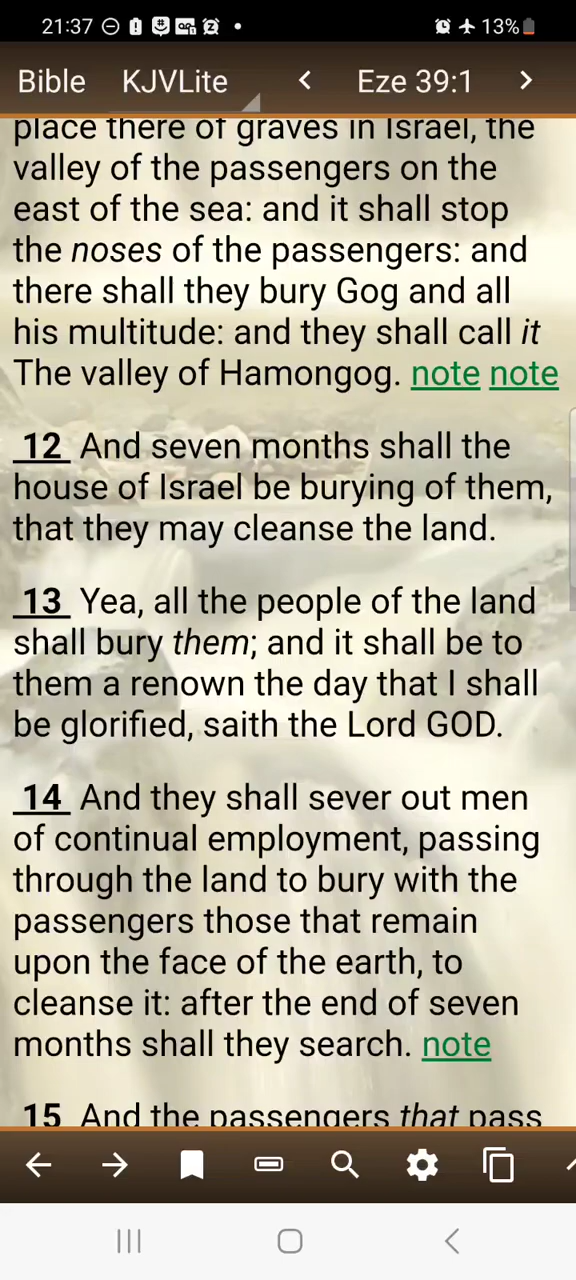 21:37
13%
Bible KJVLite < Eze 39:1 >
place there of graves in Israel, the
valley of the passengers on the
east of the sea: and it shall stop
the noses of the passengers: and
there shall they bury Gog and all
his multitude: and they shall call it
The valley of Hamongog. note note
12 And seven months shall the
house of Israel be burying of them,
that they may cleanse the land.
13 Yea, all the people of the land
shall bury them; and it shall be to
them a renown the day that I shall
be glorified, saith the Lord GOD.
14 And they shall sever out men
of continual employment, passing
through the land to bury with the
passengers those that remain
upon the face of the earth, to
cleanse it: after the end of seven
months shall they search. note
15 And the passengers that pass